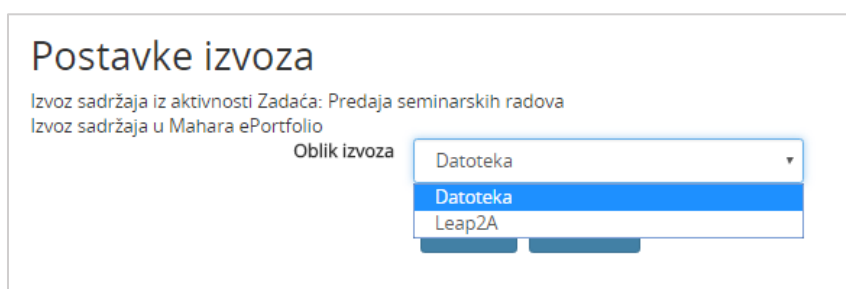 Postavke izvoza
Izvoz sadržaja iz aktivnosti Zadaća: Predaja seminarskih radova
Izvoz sadržaja u Mahara ePortfolio
Oblik izvoza Datoteka
Datoteka
Leap2A